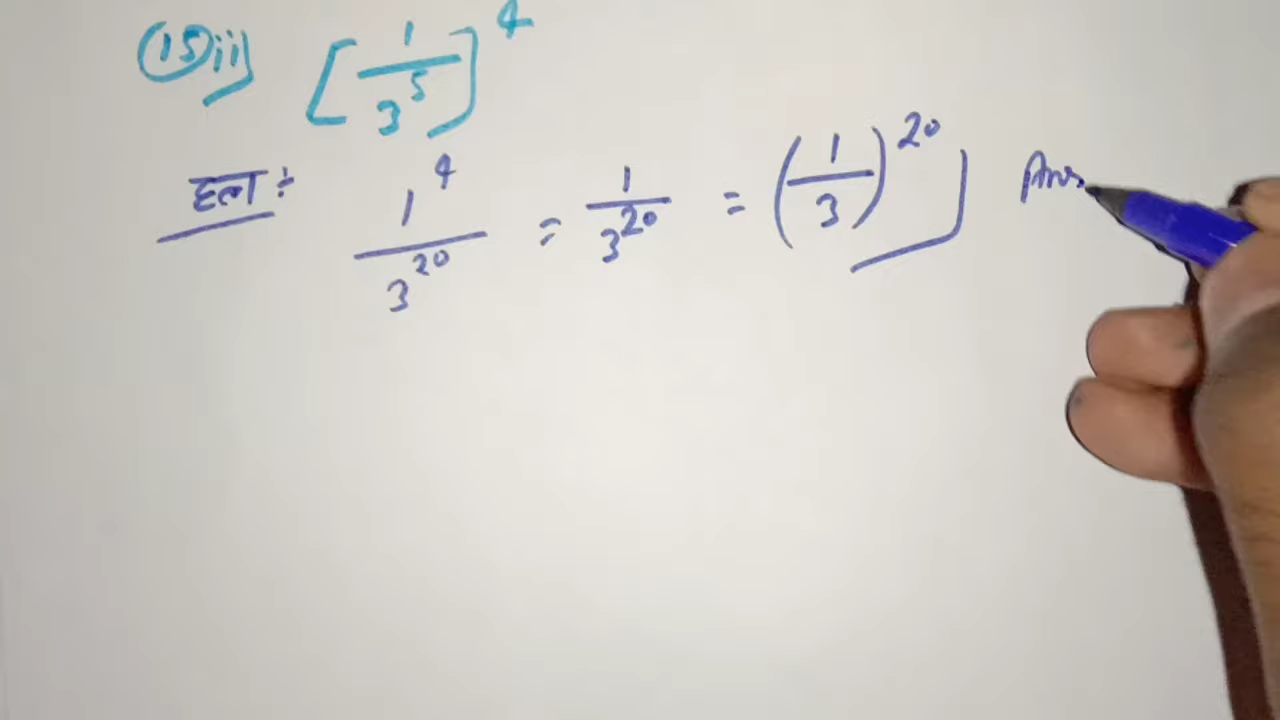 (15)ii) [1/3^5]^4
हल÷ 1^4/3^20 = 1/3^20 = (1/3)^20 Ans